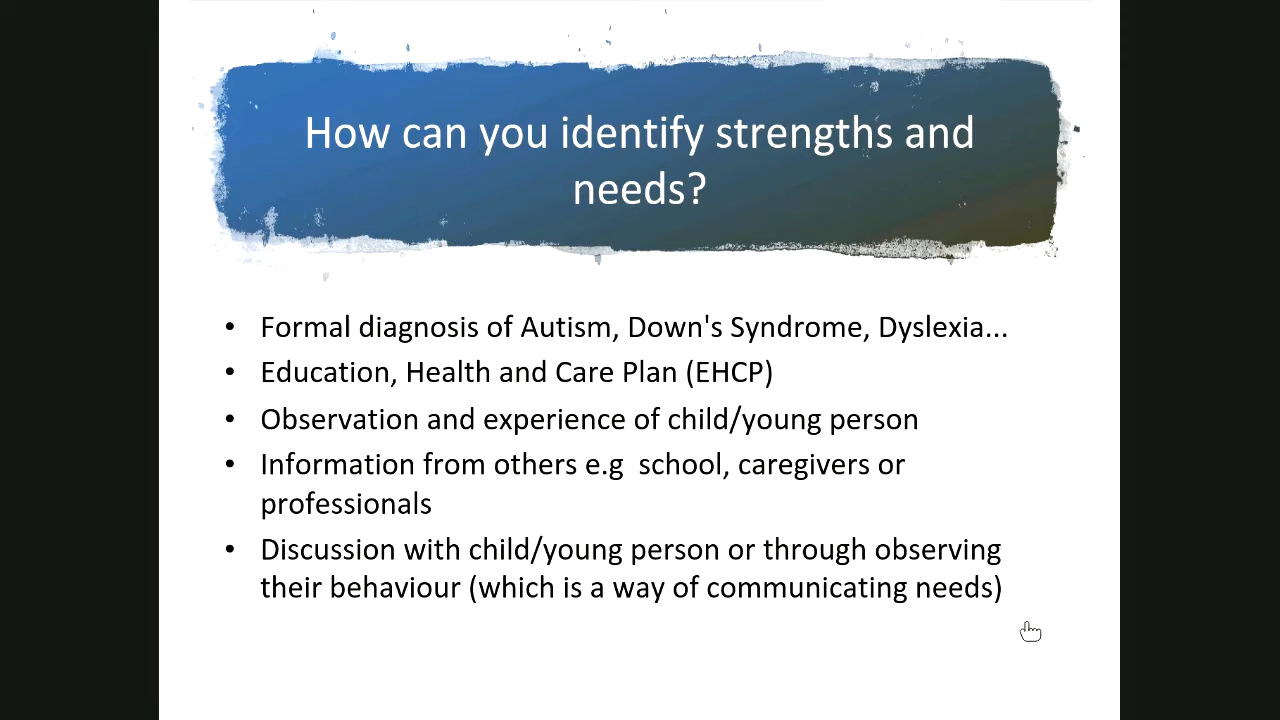 How can you identify strengths and
needs?
• Formal diagnosis of Autism, Down's Syndrome, Dyslexia...
• Education, Health and Care Plan (EHCP)
• Observation and experience of child/young person
• Information from others e.g  school, caregivers or
professionals
• Discussion with child/young person or through observing
their behaviour (which is a way of communicating needs)